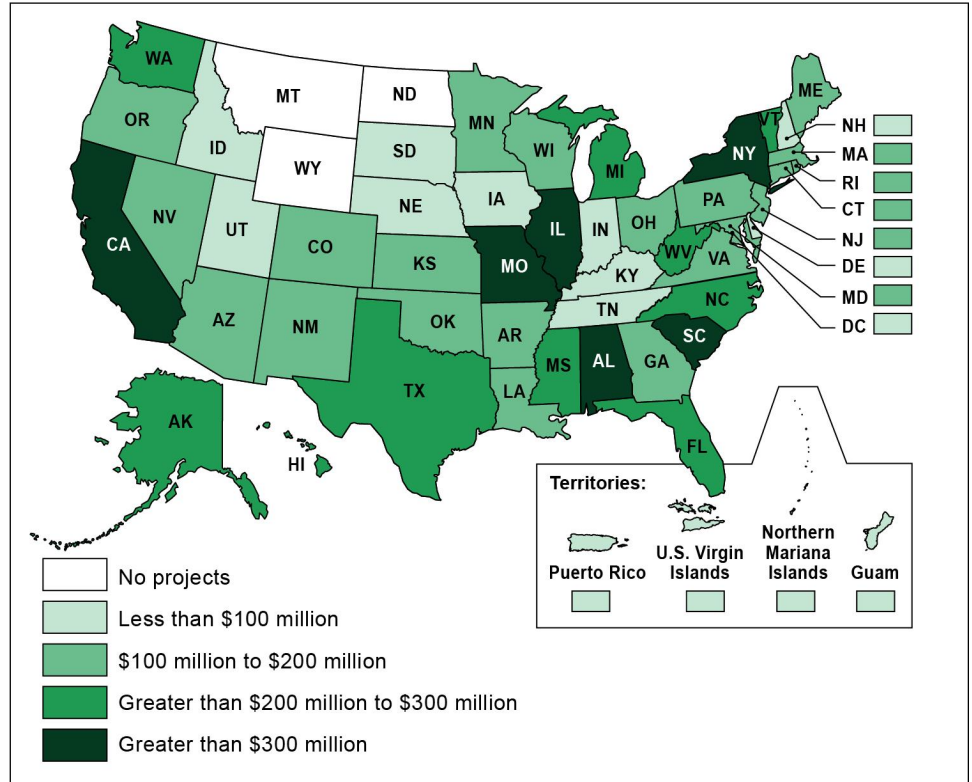 WA
MT
ND
MN
ME
VT
NH
OR
ID
SD
WI
NY
MA
WY
MI
RI
IA
PA
CT
NE
NV
UT
IL
IN
OH
NJ
CA
CO
WV
VA
DE
KS
MO
KY
MD
NC
TN
DC
AZ
NM
OK
AR
SC
MS
AL
GA
TX
LA
AK
FL
HI
Territories:
Puerto Rico
U.S. Virgin
Islands
Northern
Mariana
Islands
Guam
No projects
Less than $100 million
$100 million to $200 million
Greater than $200 million to $300 million
Greater than $300 million